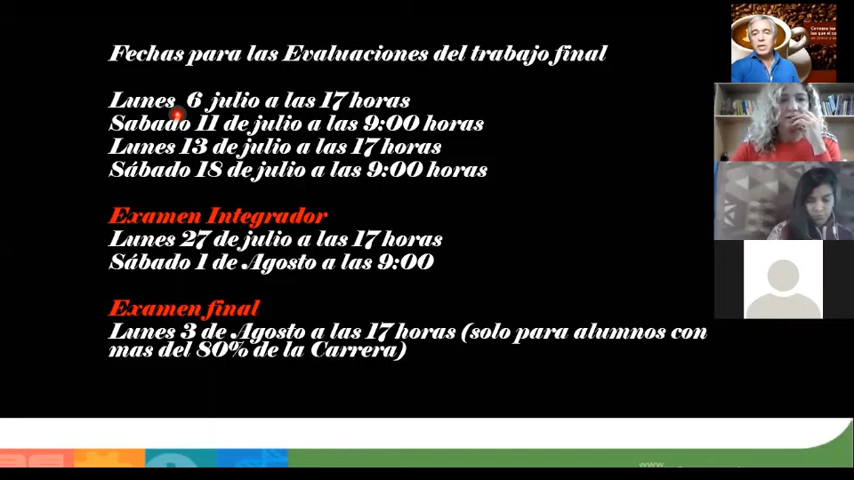 Fechas para las Evaluaciones del trabajo final
Lunes 6 julio a las 17 horas
Sabado 11 de julio a las 9:00 horas
Lunes 13 de julio a las 17 horas
Sábado 18 de julio a las 9:00 horas
Examen Integrador
Lunes 27 de julio a las 17 horas
Sábado 1 de Agosto a las 9:00
Examen final
Lunes 3 de Agosto a las 17 horas (solo para alumnos con
mas del 80% de la Carrera)
www.